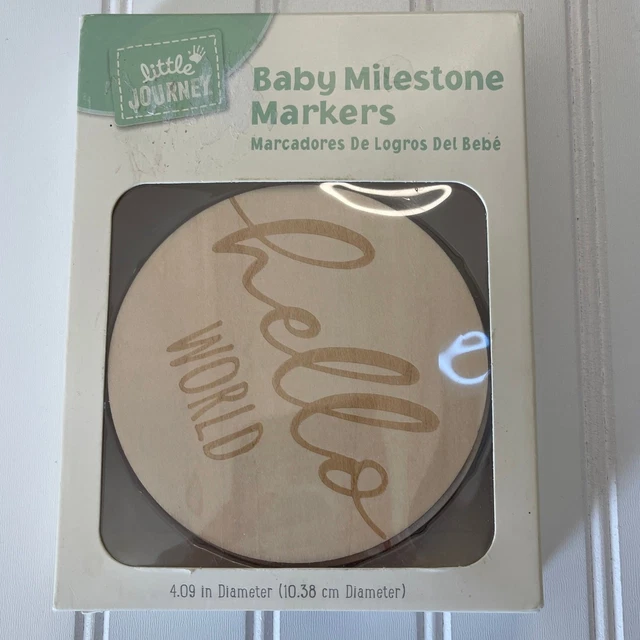 little
JOURNEY
Baby Milestone
Markers
Marcadores De Logros Del Bebé
hello
WORLD
4.09 in Diameter (10.38 cm Diameter)